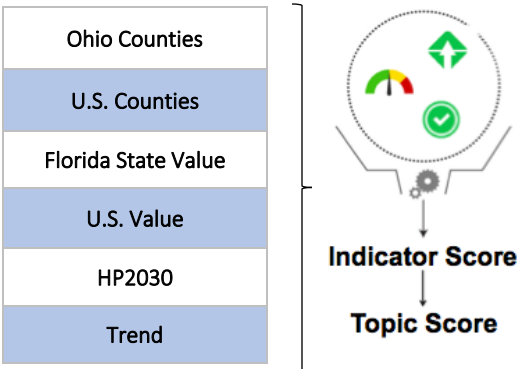 Ohio Counties
U.S. Counties
Florida State Value
U.S. Value
HP2030
Trend
Indicator Score
Topic Score